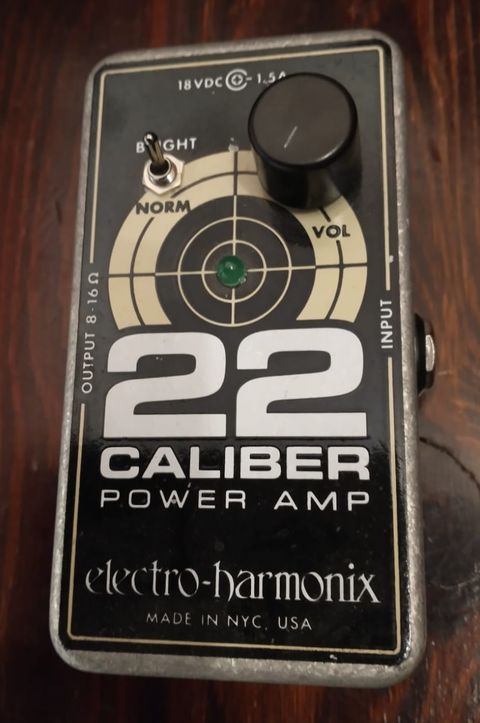 18VDC - 1.5A
BRIGHT
NORM
VOL
OUTPUT 8-16Ω
INPUT
22
CALIBER
POWER AMP
electro-harmonix
MADE IN NYC, USA